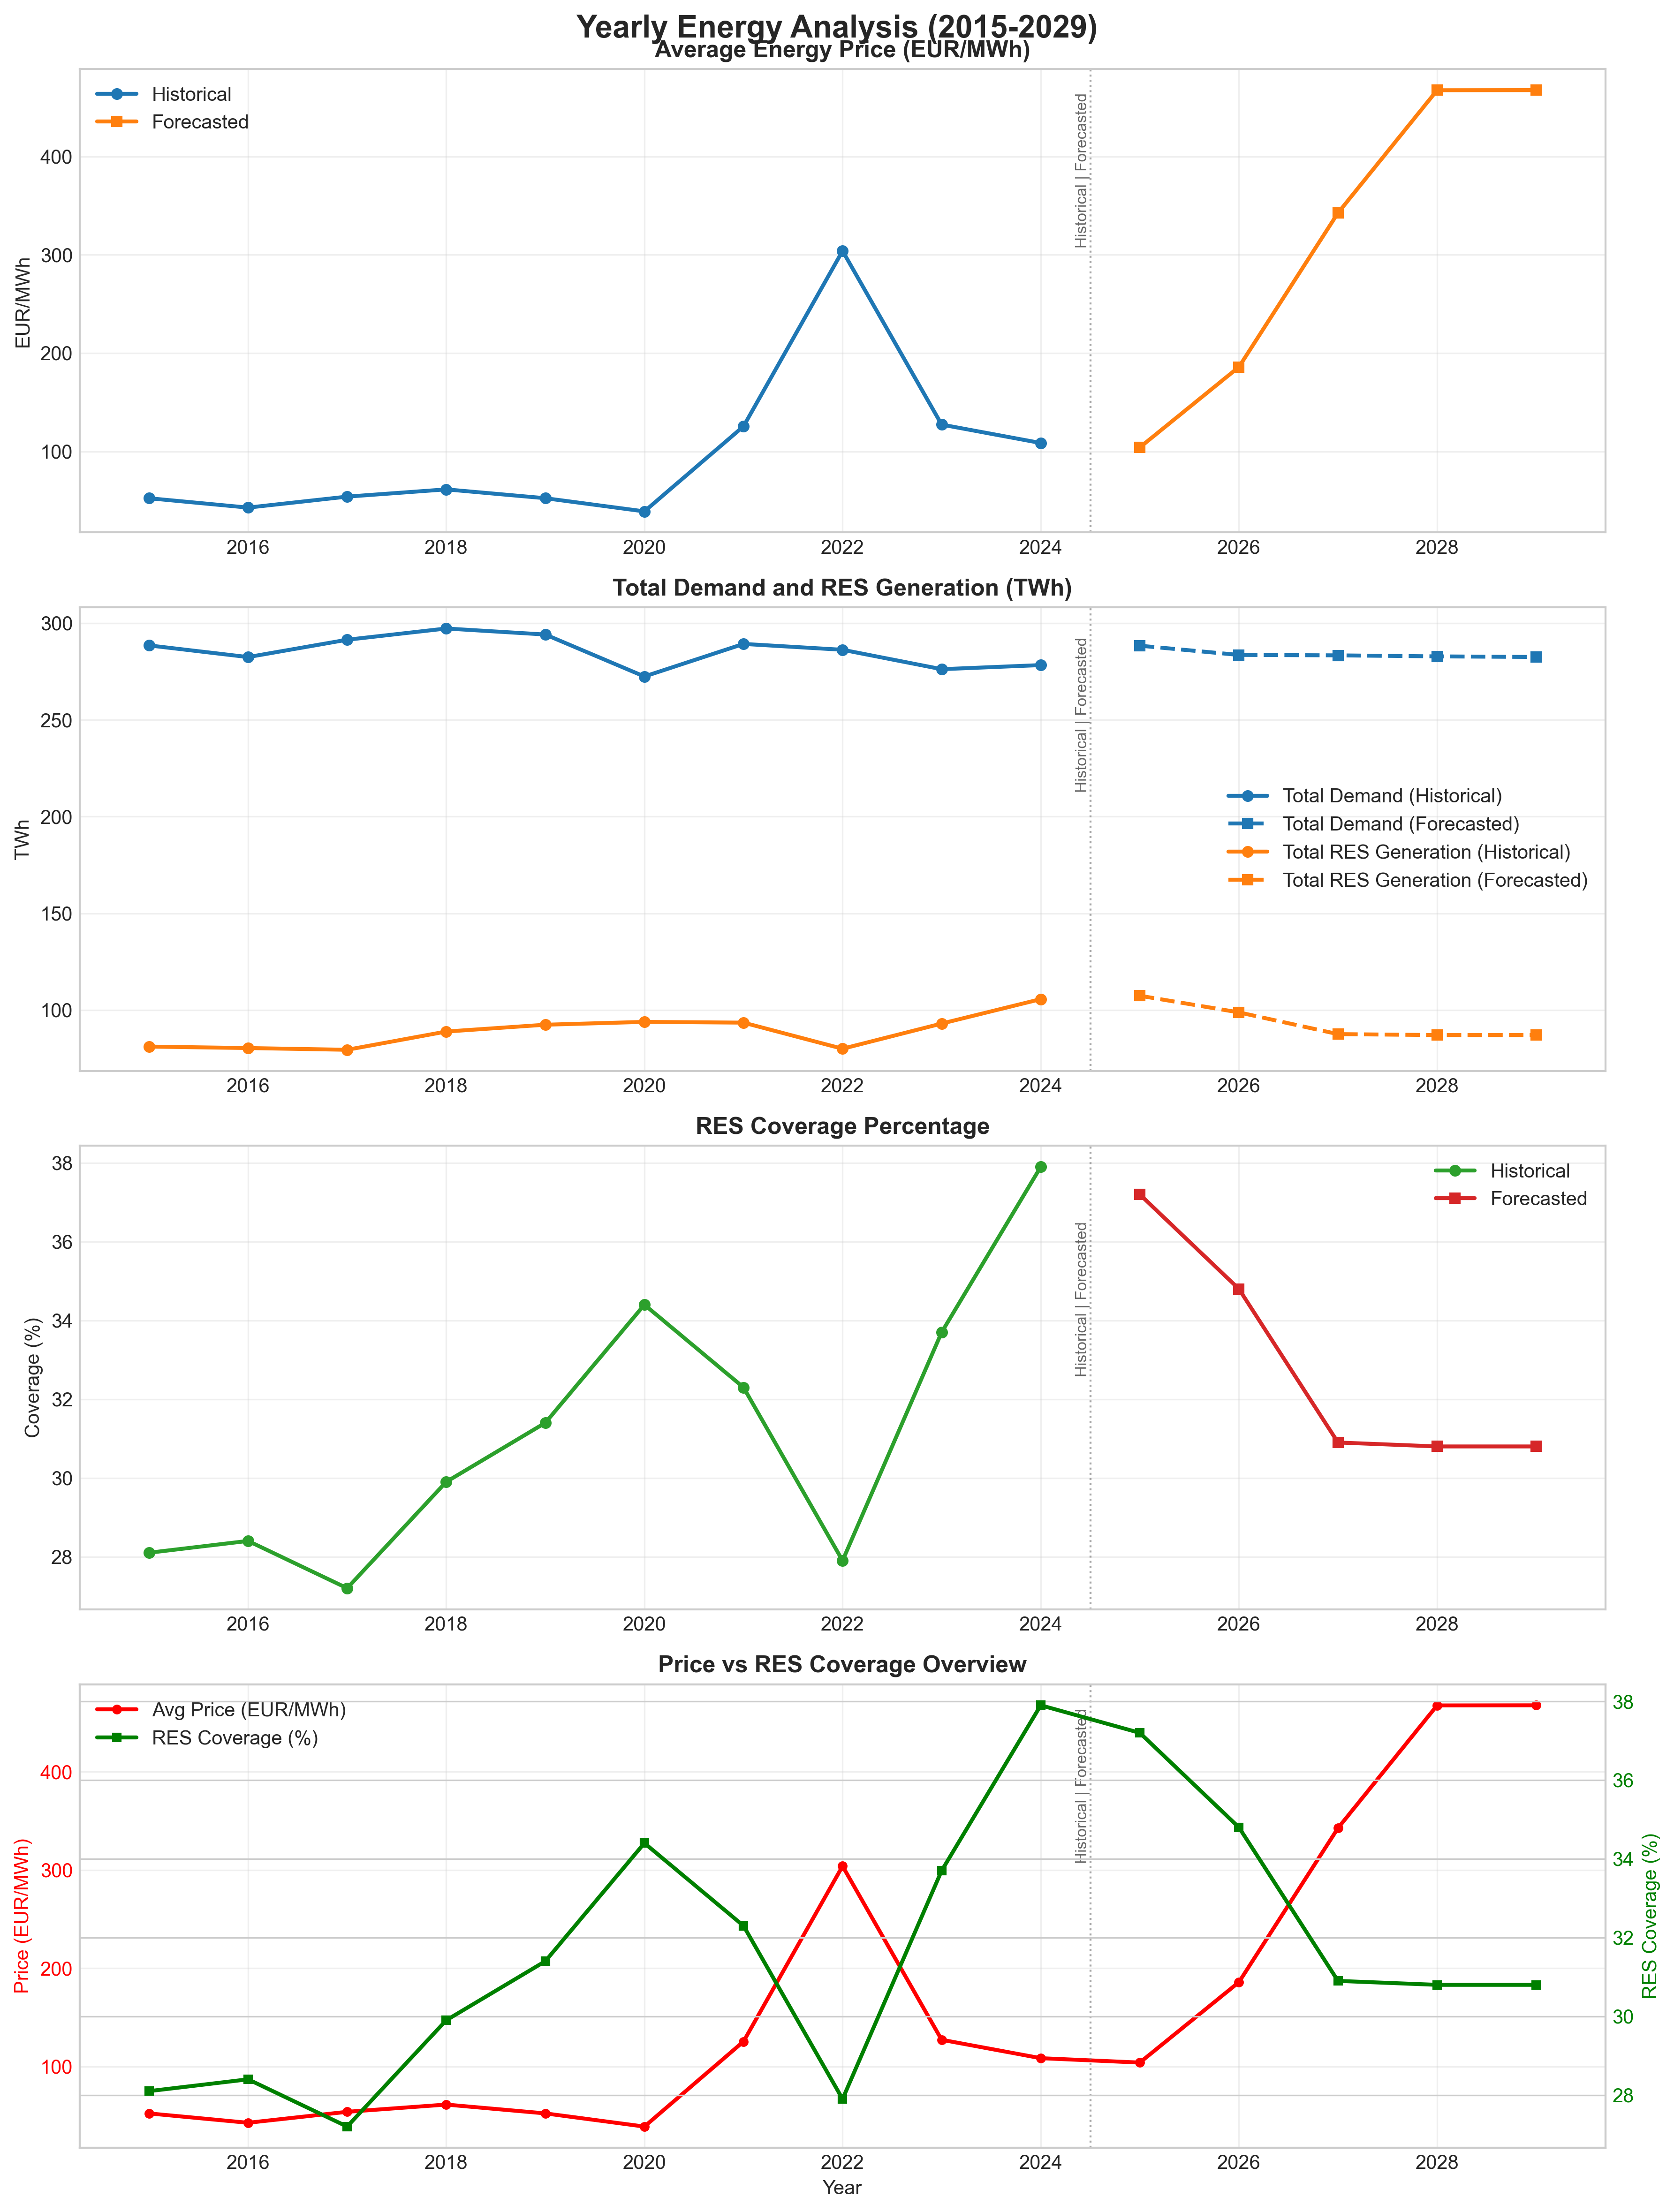 Yearly Energy Analysis (2015-2029)
Average Energy Price (EUR/MWh)
Historical
Forecasted
Historical | Forecasted
EUR/MWh
400
300
200
100
2016 2018 2020 2022 2024 2026 2028
Total Demand and RES Generation (TWh)
Historical | Forecasted
Total Demand (Historical)
Total Demand (Forecasted)
Total RES Generation (Historical)
Total RES Generation (Forecasted)
TWh
300
250
200
150
100
2016 2018 2020 2022 2024 2026 2028
RES Coverage Percentage
Historical
Forecasted
Historical | Forecasted
Coverage (%)
38
36
34
32
30
28
2016 2018 2020 2022 2024 2026 2028
Price vs RES Coverage Overview
Avg Price (EUR/MWh)
RES Coverage (%)
Historical | Forecasted
Price (EUR/MWh)
400
300
200
100
38
36
34
32
30
28
RES Coverage (%)
2016 2018 2020 2022 2024 2026 2028
Year